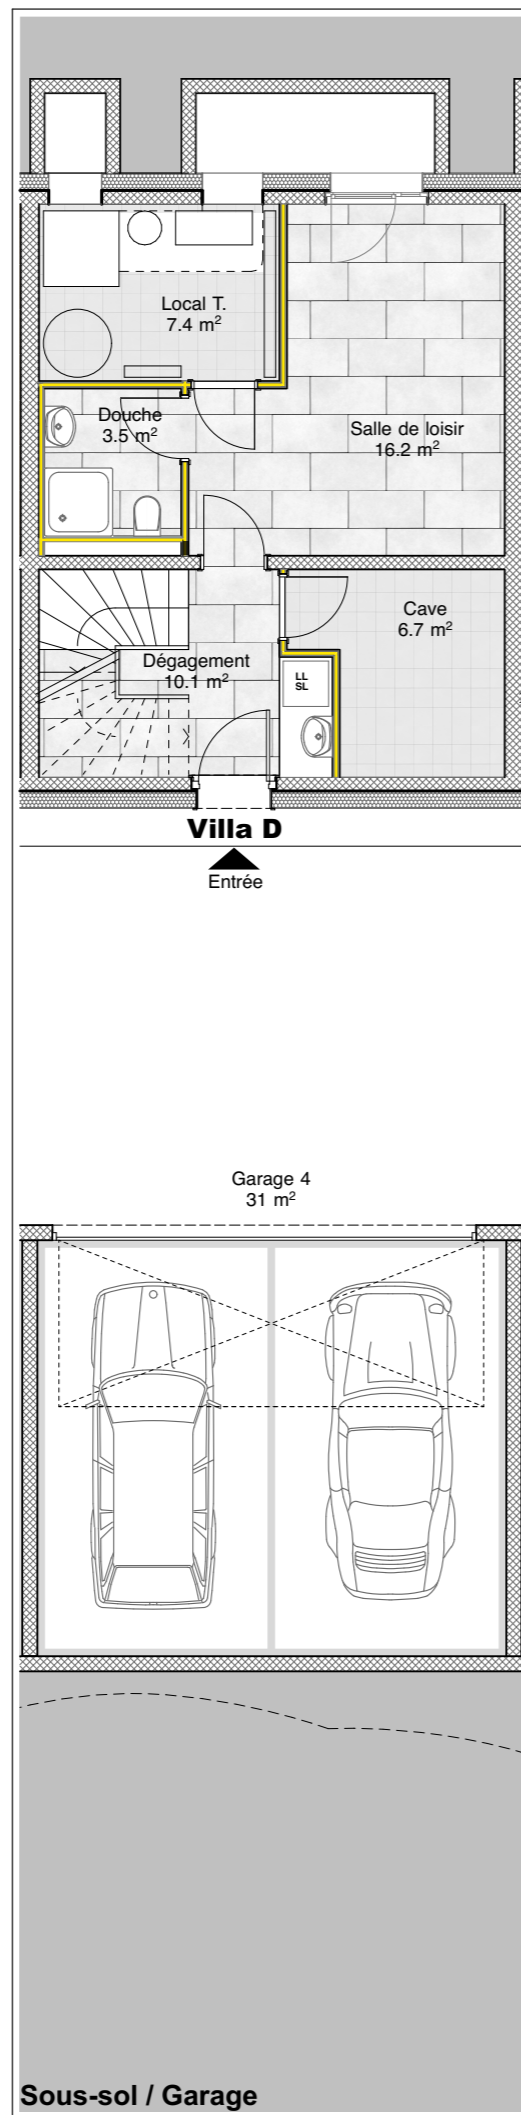 Local T.
7.4 m²
Douche
3.5 m²
Salle de loisir
16.2 m²
Cave
6.7 m²
Dégagement
10.1 m²
LL
SL
Villa D
Entrée
Garage 4
31 m²
Sous-sol / Garage